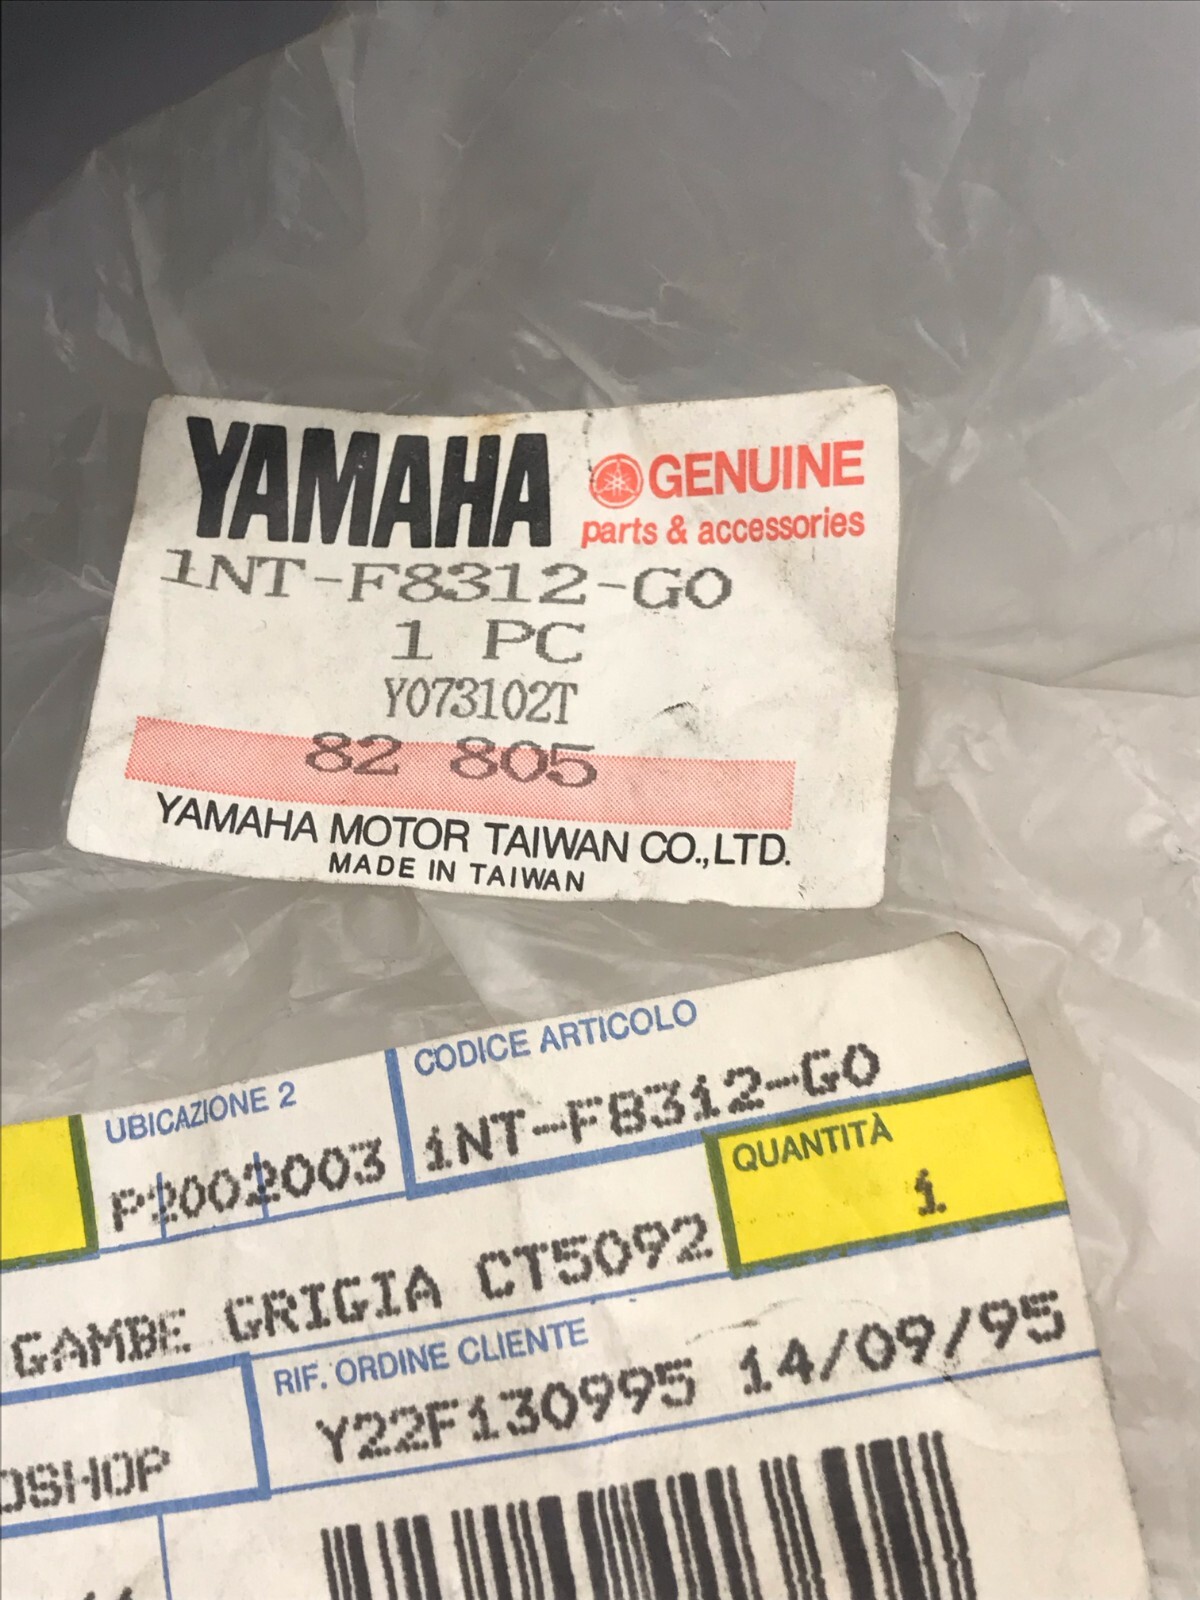 YAMAHA GENUINE
parts & accessories
1NT-F8312-G0
1 PC
Y073102T
82 805
YAMAHA MOTOR TAIWAN CO.,LTD.
MADE IN TAIWAN
UBICAZIONE 2
CODICE ARTICOLO
P2002003
1NT-F8312-G0
QUANTITÀ
1
GAMBE GRIGIA CT5092
RIF. ORDINE CLIENTE
Y22F130995 14/09/95
OSHOP